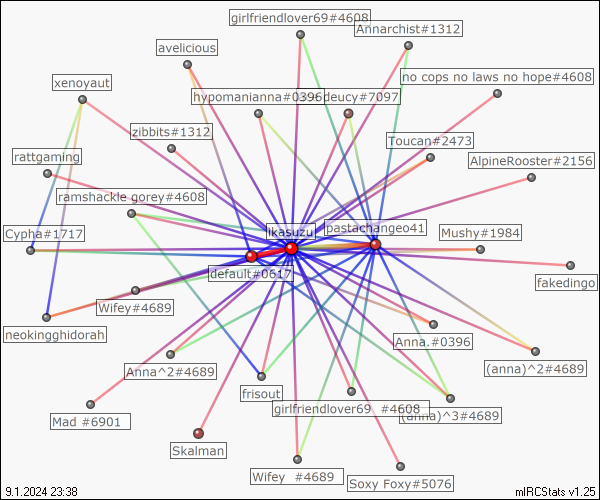 girlfriendlover69#4608
Annarchist#1312
avelicious
no cops no laws no hope#4608
xenoyaut
hypomanianna#0396
deucy#7097
zibbits#1312
Toucan#2473
rattgaming
AlpineRooster#2156
ramshackle gorey#4608
Cypha#1717
ikasuzu
pastachangeo41
Mushy#1984
default#0617
fakedingo
Wifey#4689
neokingghidorah
Anna.#0396
Anna^2#4689
(anna)^2#4689
frisout
girlfriendlover69 #4608
(anna)^3#4689
Mad #6901
Skalman
Wifey #4689
Soxy Foxy#5076
9.1.2024 23:38
mIRCStats v1.25